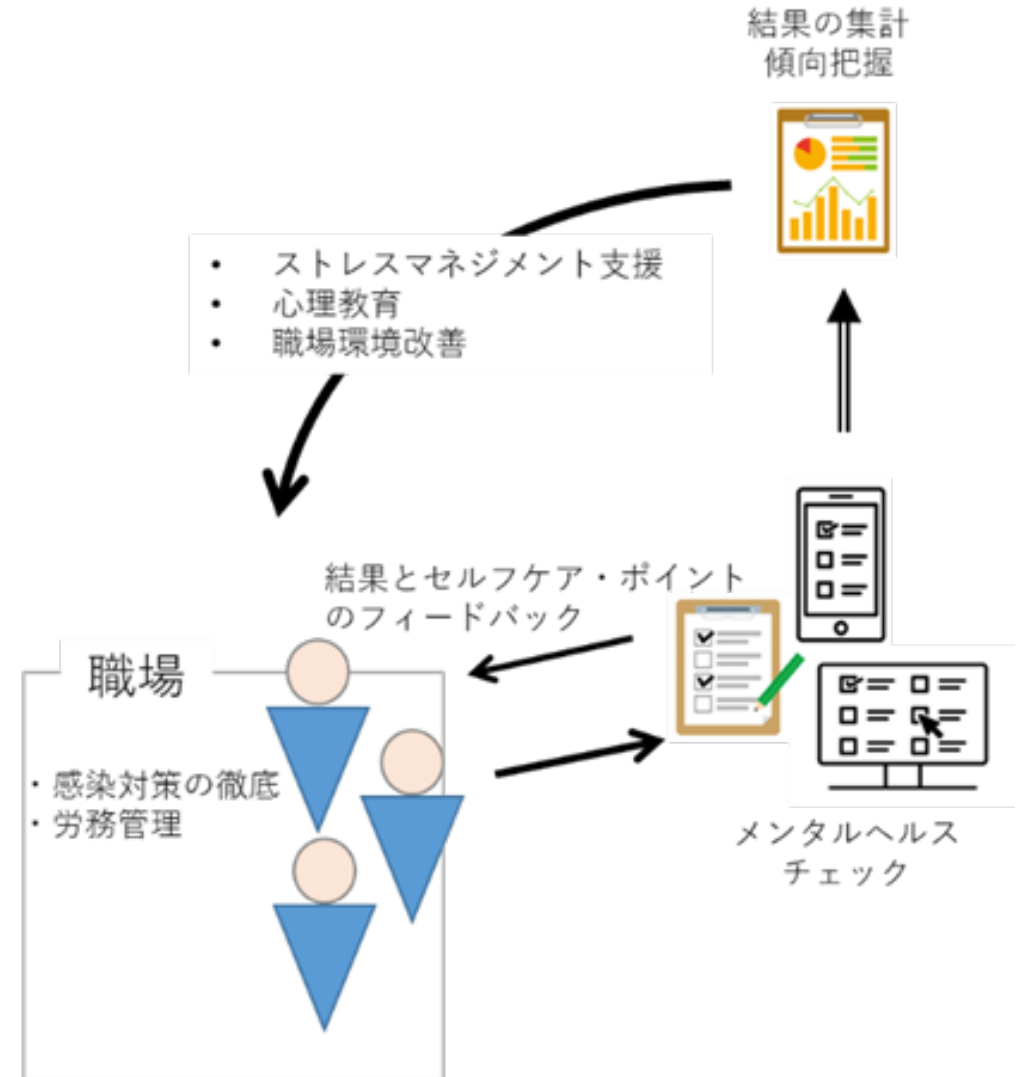 結果の集計
傾向把握
• ストレスマネジメント支援
• 心理教育
• 職場環境改善
結果とセルフケア・ポイント
のフィードバック
職場
・感染対策の徹底
・労務管理
メンタルヘルス
チェック